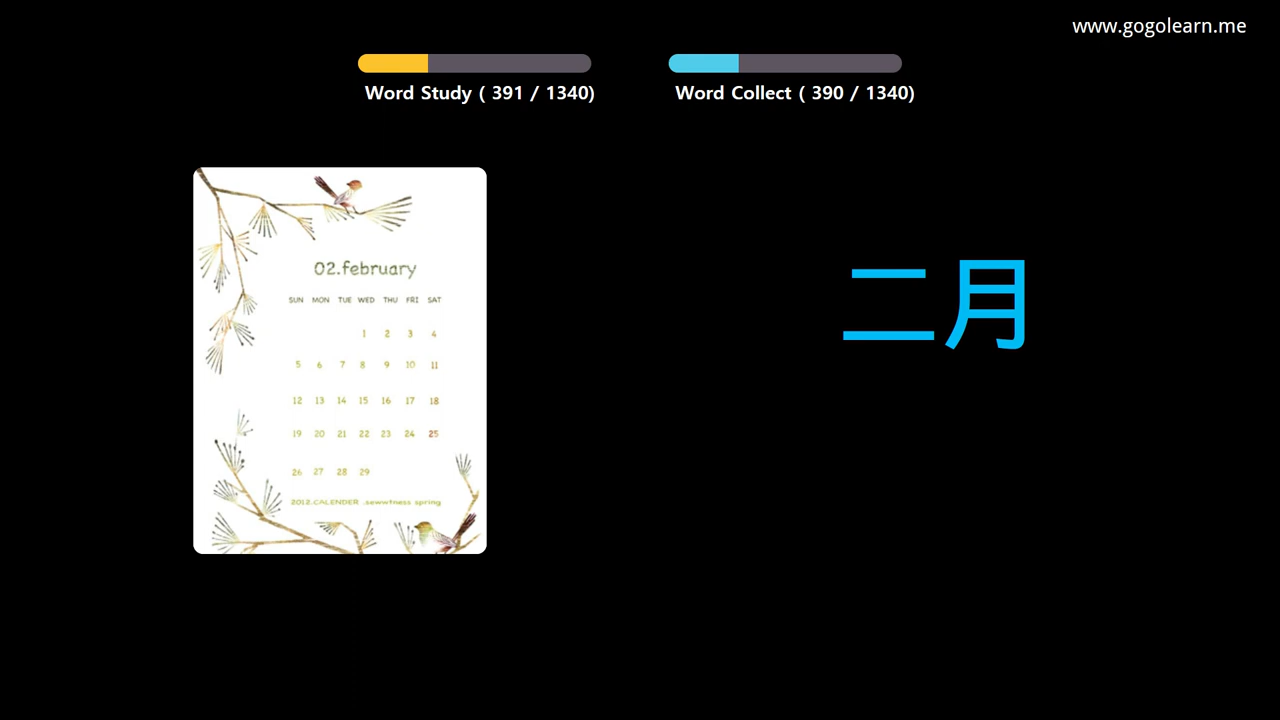 www.gogolearn.me
Word Study ( 391 / 1340)
Word Collect ( 390 / 1340)
02.february
SUN MON TUE WED THU FRI SAT
1 2 3 4
5 6 7 8 9 10 11
12 13 14 15 16 17 18
19 20 21 22 23 24 25
26 27 28 29
2012.CALENDER .sewwtness spring
二月